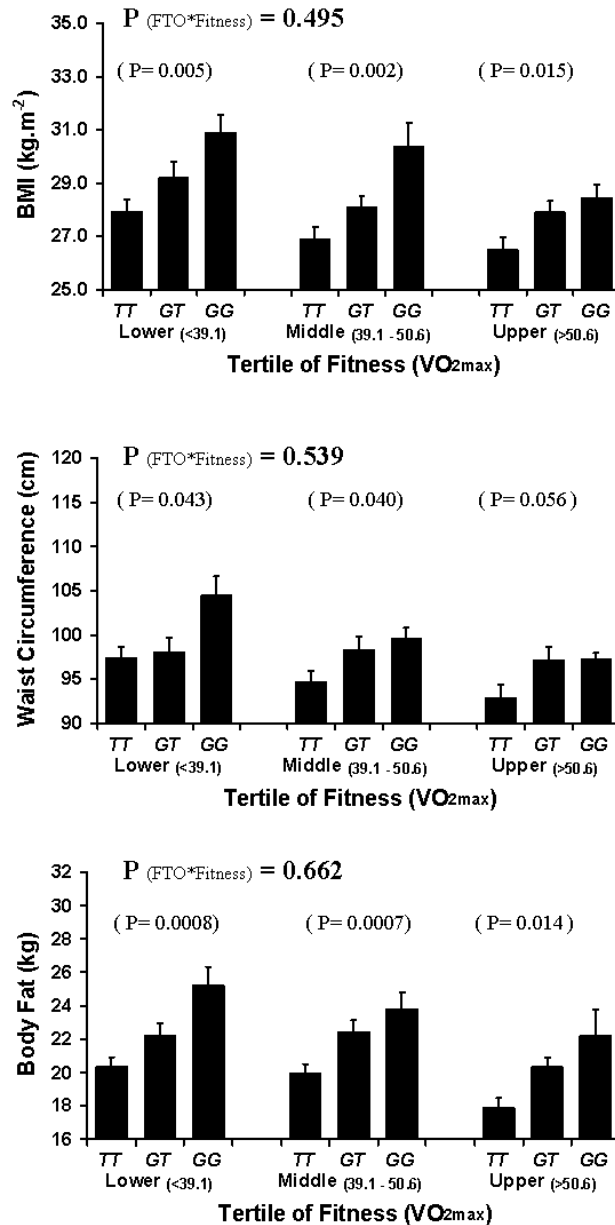 P (FTO*Fitness) = 0.495
( P= 0.005)   ( P= 0.002)   ( P= 0.015)
BMI (kg.m-2)
35.0
33.0
31.0
29.0
27.0
25.0
TT GT GG   TT GT GG   TT GT GG
Lower (<39.1)   Middle (39.1 - 50.6)   Upper (>50.6)
Tertile of Fitness (VO2max)
P (FTO*Fitness) = 0.539
( P= 0.043)   ( P= 0.040)   ( P= 0.056 )
Waist Circumference (cm)
120
115
110
105
100
95
90
TT GT GG   TT GT GG   TT GT GG
Lower (<39.1)   Middle (39.1 - 50.6)   Upper (>50.6)
Tertile of Fitness (VO2max)
P (FTO*Fitness) = 0.662
( P= 0.0008)   ( P= 0.0007)   ( P= 0.014 )
Body Fat (kg)
32
30
28
26
24
22
20
18
16
TT GT GG   TT GT GG   TT GT GG
Lower (<39.1)   Middle (39.1 - 50.6)   Upper (>50.6)
Tertile of Fitness (VO2max)